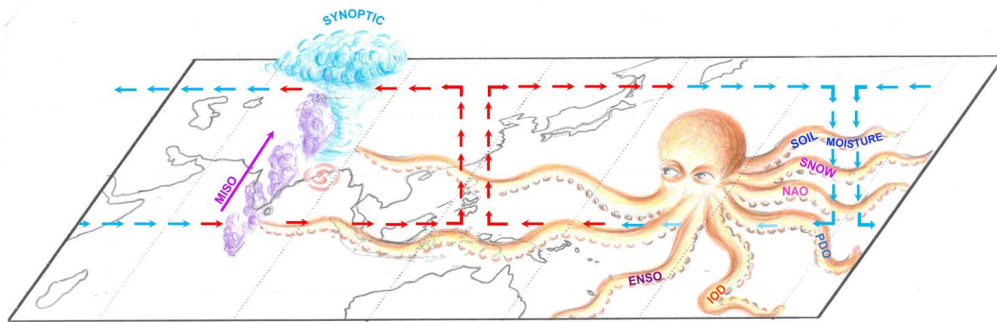 SYNOPTIC
MISO
SOIL MOISTURE
SNOW
NAO
PDO
ENSO
IOD